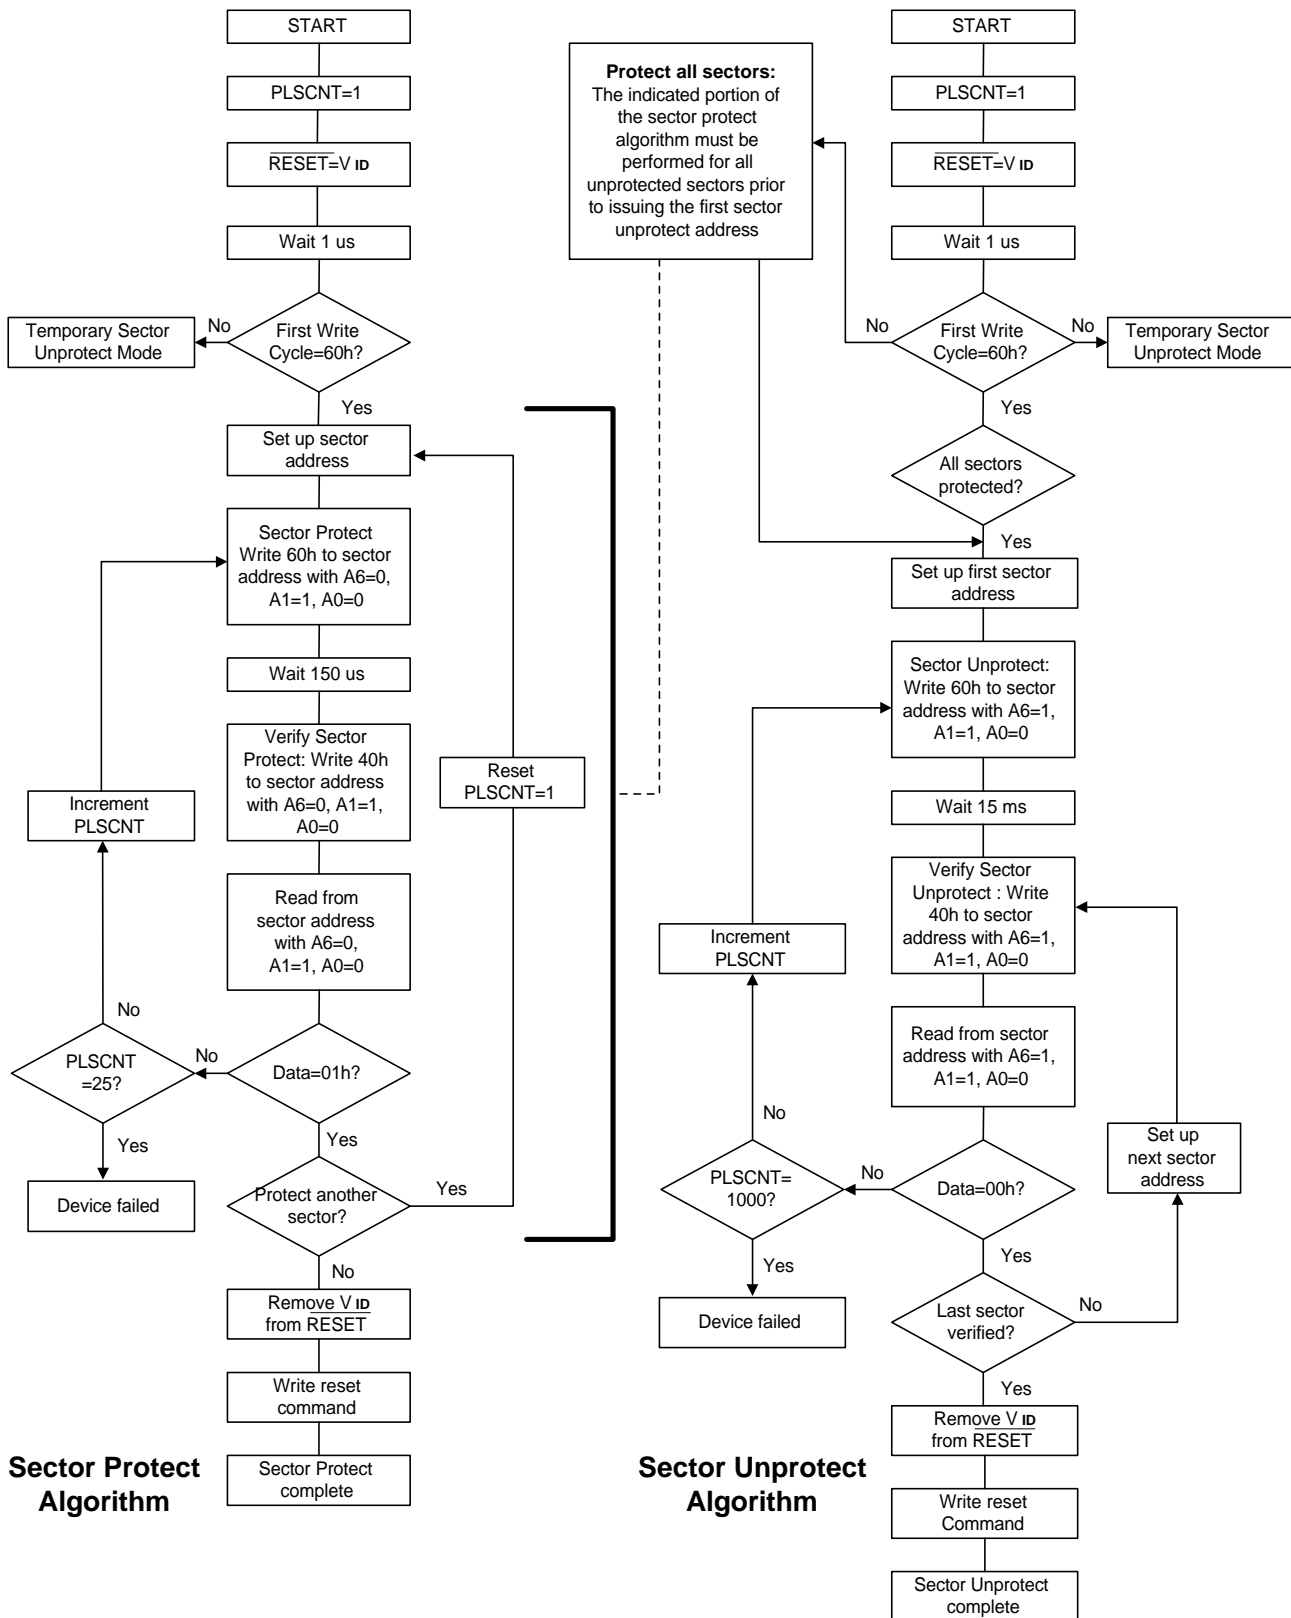 START
PLSCNT=1
RESET=V ID
Wait 1 us
First Write
Cycle=60h?
No
Temporary Sector
Unprotect Mode
Yes
Set up sector
address
Sector Protect
Write 60h to sector
address with A6=0,
A1=1, A0=0
Wait 150 us
Verify Sector
Protect: Write 40h
to sector address
with A6=0, A1=1,
A0=0
Increment
PLSCNT
Reset
PLSCNT=1
Read from
sector address
with A6=0,
A1=1, A0=0
No
PLSCNT
=25?
No
Data=01h?
Yes
Yes
Device failed
Protect another
sector?
Yes
No
Remove V ID
from RESET
Write reset
command
Sector Protect
complete
Sector Protect
Algorithm
Protect all sectors:
The indicated portion of
the sector protect
algorithm must be
performed for all
unprotected sectors prior
to issuing the first sector
unprotect address
START
PLSCNT=1
RESET=V ID
Wait 1 us
No
First Write
Cycle=60h?
No
Temporary Sector
Unprotect Mode
Yes
All sectors
protected?
Yes
Set up first sector
address
Sector Unprotect:
Write 60h to sector
address with A6=1,
A1=1, A0=0
Wait 15 ms
Verify Sector
Unprotect : Write
40h to sector
address with A6=1,
A1=1, A0=0
Increment
PLSCNT
Read from sector
address with A6=1,
A1=1, A0=0
No
PLSCNT=
1000?
No
Data=00h?
Set up
next sector
address
Yes
Yes
Device failed
Last sector
verified?
No
Yes
Remove V ID
from RESET
Write reset
Command
Sector Unprotect
complete
Sector Unprotect
Algorithm